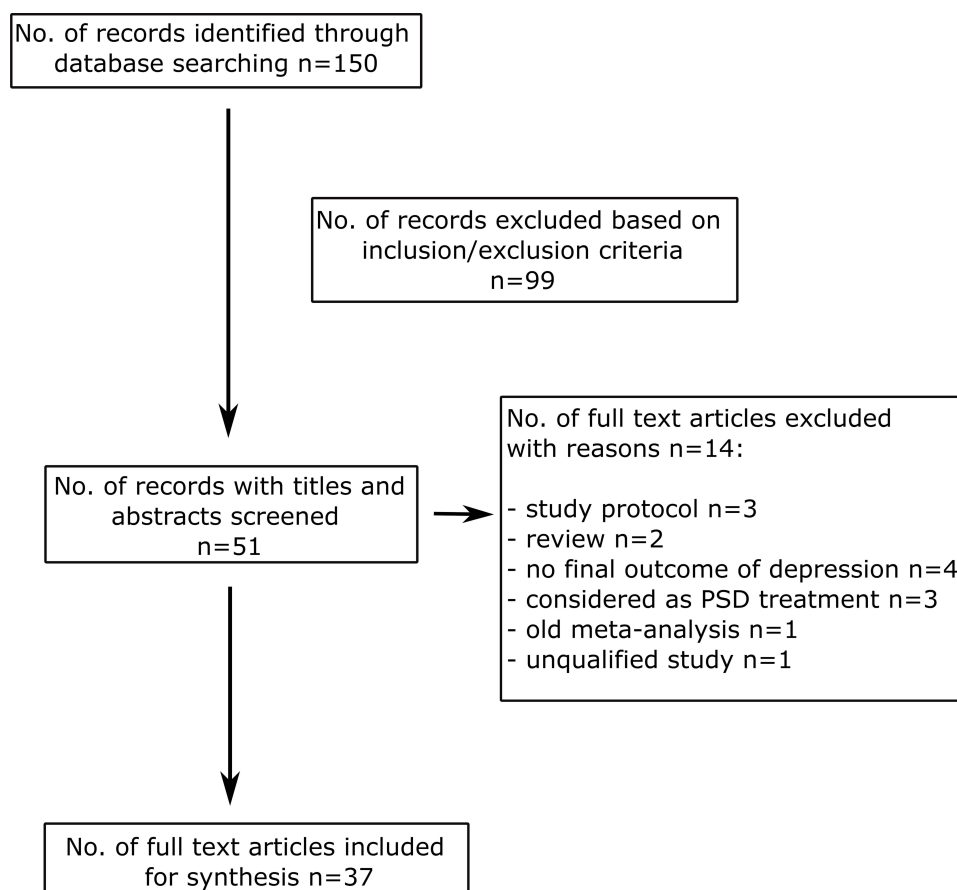 No. of records identified through
database searching n=150
No. of records excluded based on
inclusion/exclusion criteria
n=99
No. of records with titles and
abstracts screened
n=51
No. of full text articles excluded
with reasons n=14:
- study protocol n=3
- review n=2
- no final outcome of depression n=4
- considered as PSD treatment n=3
- old meta-analysis n=1
- unqualified study n=1
No. of full text articles included
for synthesis n=37